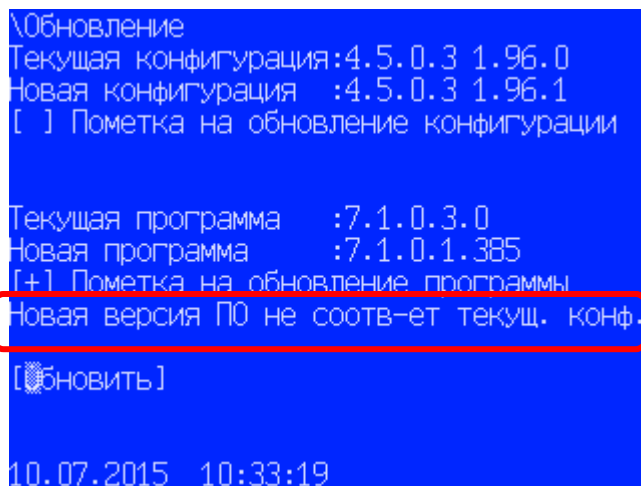 \Обновление
Текущая конфигурация:4.5.0.3 1.96.0
Новая конфигурация :4.5.0.3 1.96.1
[ ] Пометка на обновление конфигурации
Текущая программа :7.1.0.3.0
Новая программа :7.1.0.1.385
[+] Пометка на обновление программы
Новая версия ПО не соотв-ет текущ. конф.
[Обновить]
10.07.2015 10:33:19